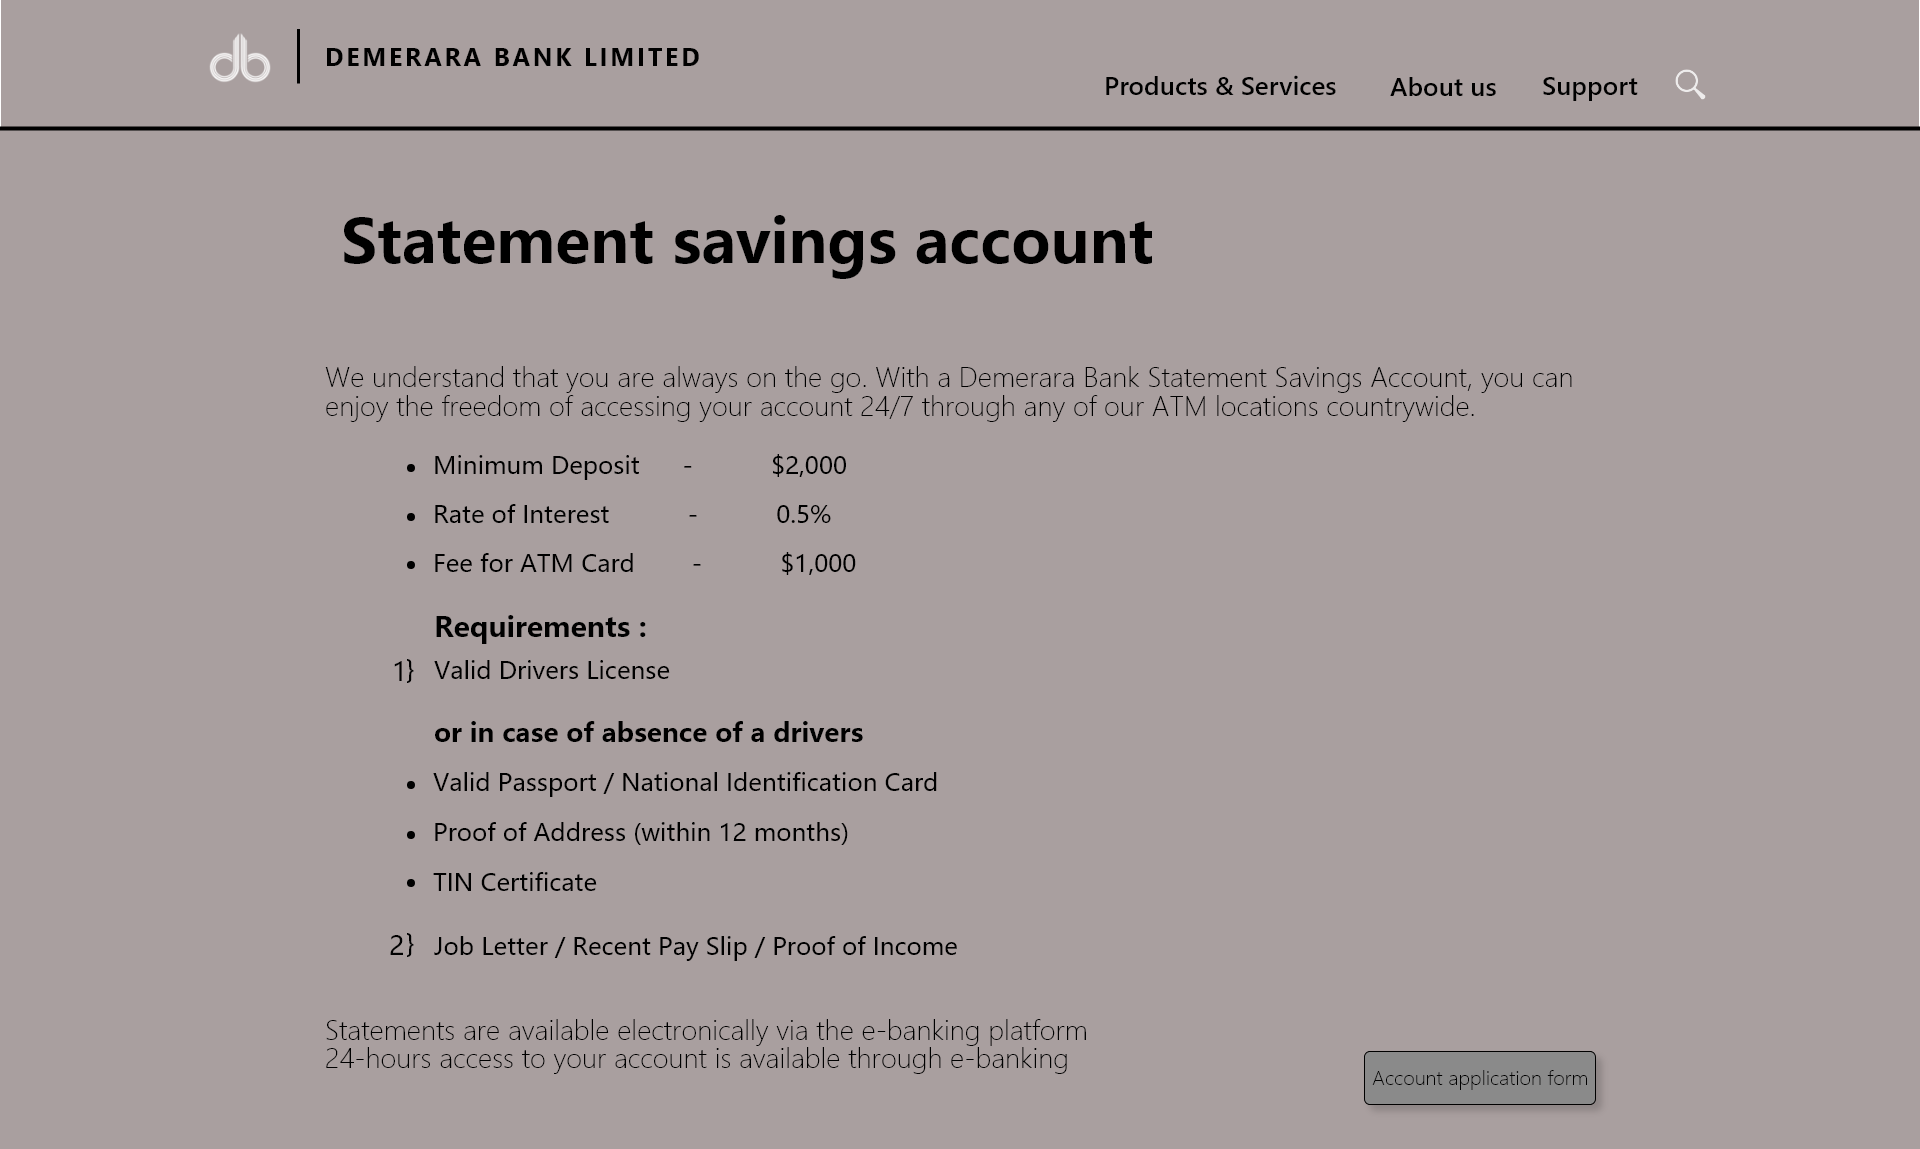 db
DEMERARA BANK LIMITED
Products & Services About us Support
Statement savings account
We understand that you are always on the go. With a Demerara Bank Statement Savings Account, you can
enjoy the freedom of accessing your account 24/7 through any of our ATM locations countrywide.
• Minimum Deposit - $2,000
• Rate of Interest - 0.5%
• Fee for ATM Card - $1,000
Requirements :
1} Valid Drivers License
or in case of absence of a drivers
• Valid Passport / National Identification Card
• Proof of Address (within 12 months)
• TIN Certificate
2} Job Letter / Recent Pay Slip / Proof of Income
Statements are available electronically via the e-banking platform
24-hours access to your account is available through e-banking
Account application form